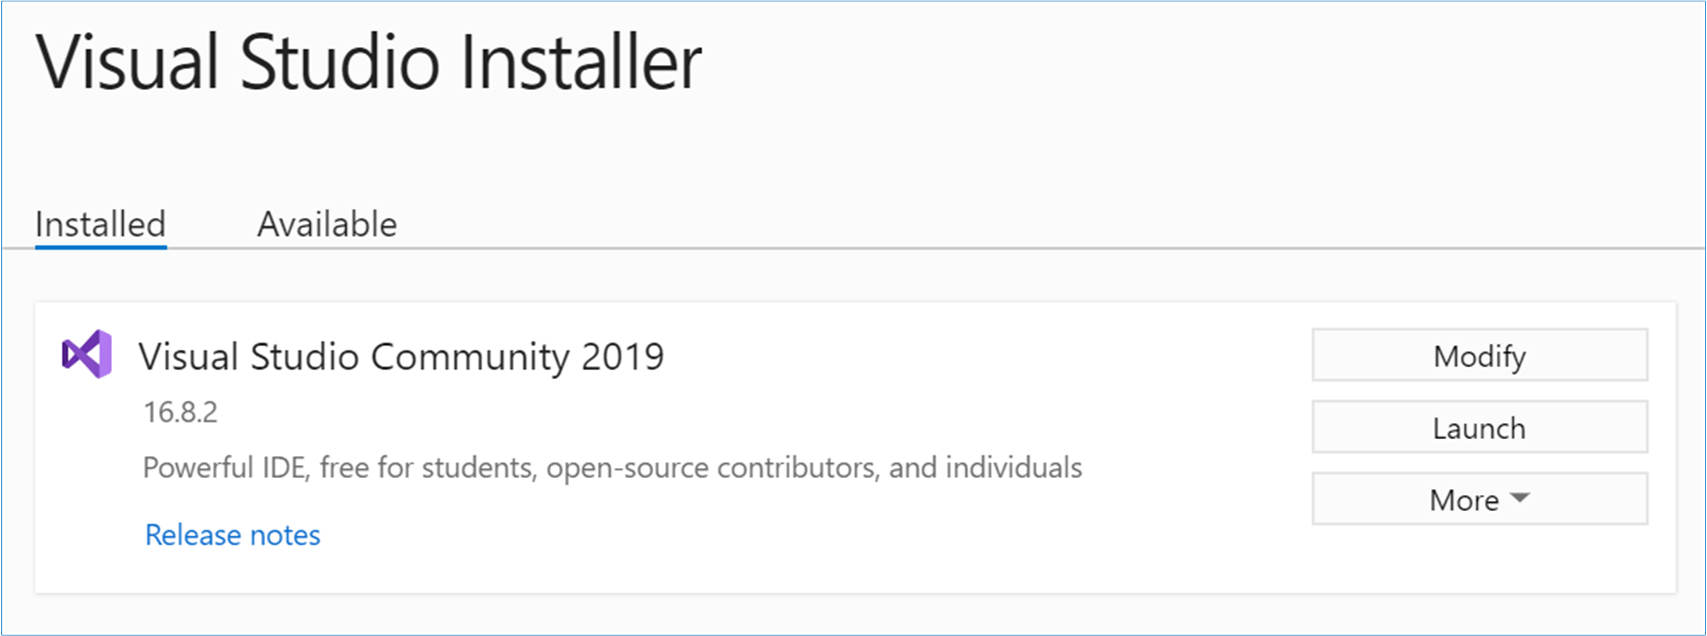 Visual Studio Installer
Installed Available
Visual Studio Community 2019
16.8.2
Powerful IDE, free for students, open-source contributors, and individuals
Release notes
Modify
Launch
More